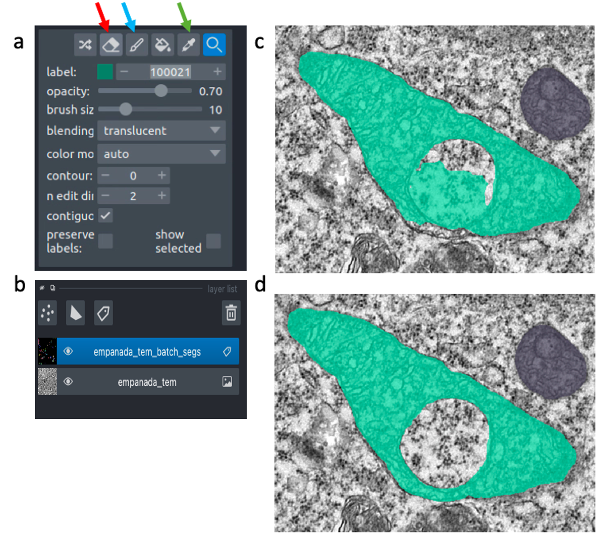 a
label:
100021
opacity:
0.70
brush siz
10
blending
translucent
color mo
auto
contour:
0
n edit di
2
contiguc
preserve
labels:
show
selected
b
layer list
empanada_tem_batch_segs
empanada_tem
c
d